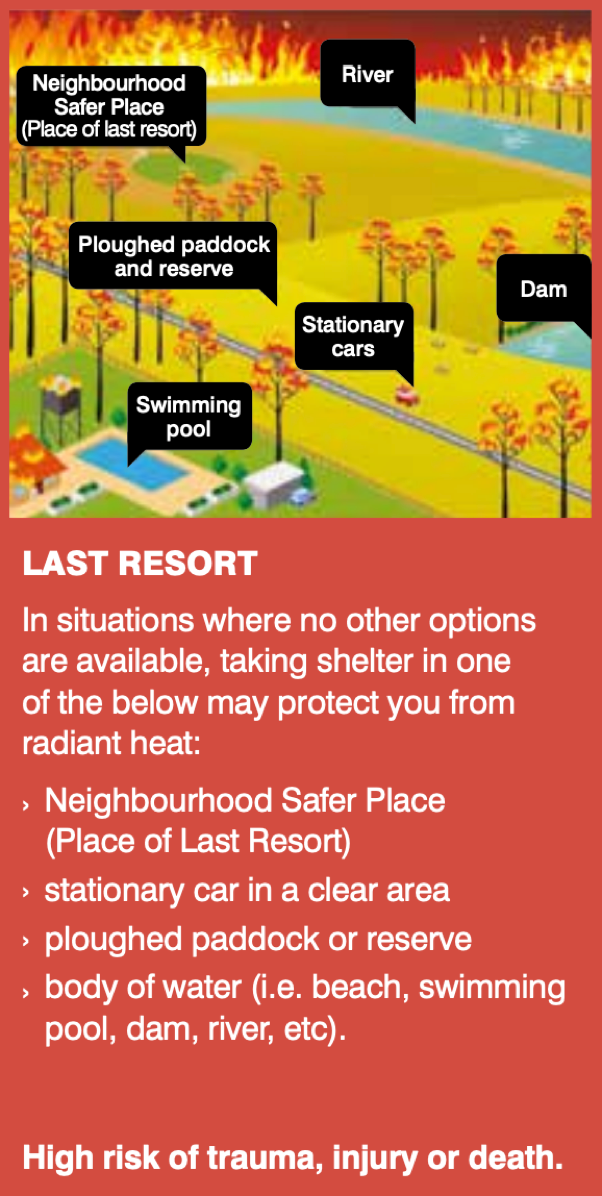 Neighbourhood
Safer Place
(Place of last resort)
River
Ploughed paddock
and reserve
Dam
Stationary
cars
Swimming
pool
LAST RESORT
In situations where no other options
are available, taking shelter in one
of the below may protect you from
radiant heat:
› Neighbourhood Safer Place
(Place of Last Resort)
› stationary car in a clear area
› ploughed paddock or reserve
› body of water (i.e. beach, swimming
pool, dam, river, etc).
High risk of trauma, injury or death.